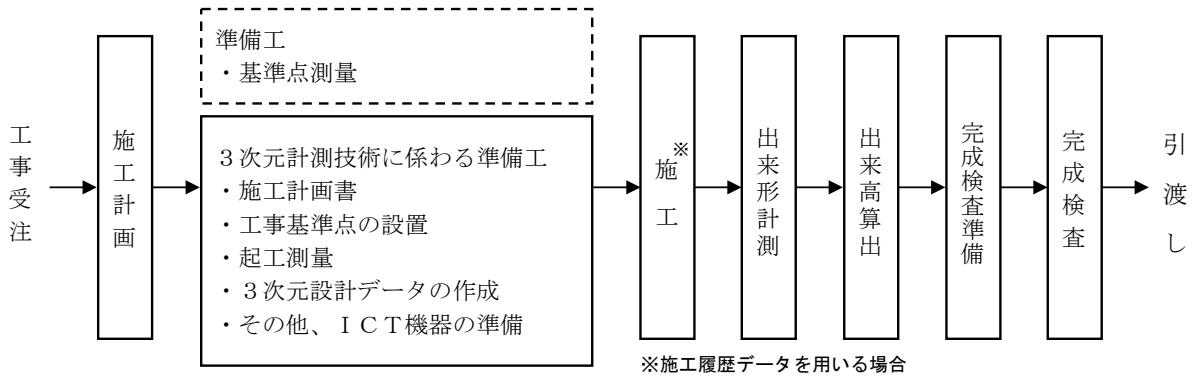 工事受注
施工計画
準備工
・基準点測量
３次元計測技術に係わる準備工
・施工計画書
・工事基準点の設置
・起工測量
・３次元設計データの作成
・その他、ＩＣＴ機器の準備
施工※
出来形計測
出来高算出
完成検査準備
完成検査
引渡し
※施工履歴データを用いる場合